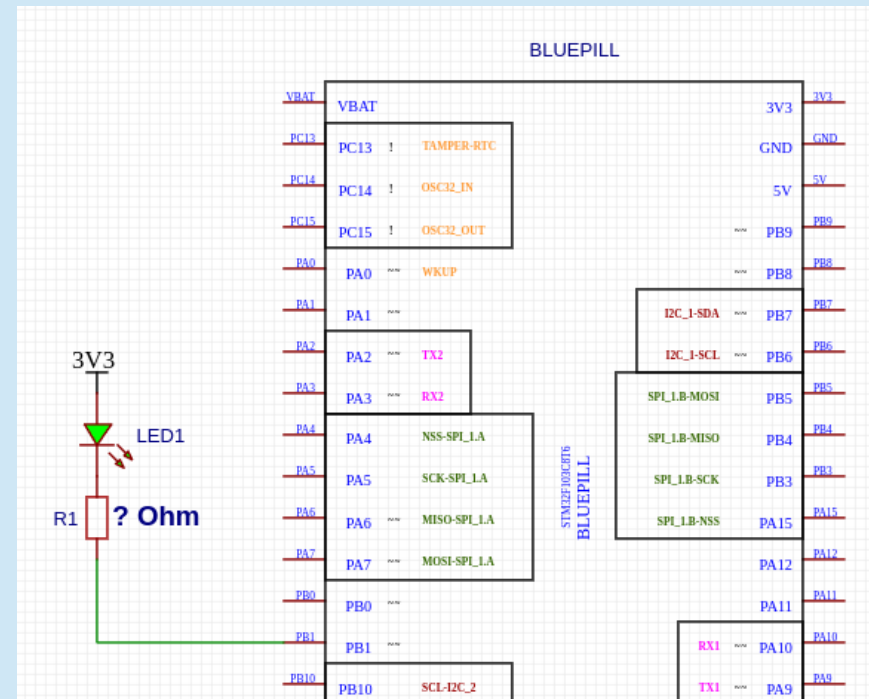 BLUEPILL
VBAT VBAT 3V3 3V3
PC13 PC13 ! TAMPER-RTC GND GND
PC14 PC14 ! OSC32_IN 5V 5V
PC15 PC15 ! OSC32_OUT ~~ PB9 PB9
PA0 PA0 ~~ WKUP ~~ PB8 PB8
PA1 PA1 ~~ I2C_1-SDA ~~ PB7 PB7
PA2 PA2 ~~ TX2 I2C_1-SCL ~~ PB6 PB6
3V3
PA3 PA3 ~~ RX2 SPI_1.B-MOSI PB5 PB5
LED1
PA4 PA4 NSS-SPI_1.A SPI_1.B-MISO PB4 PB4
PA5 PA5 SCK-SPI_1.A SPI_1.B-SCK PB3 PB3
R1 ? Ohm
PA6 PA6 ~~ MISO-SPI_1.A SPI_1.B-NSS PA15 PA15
STM32F103C8T6
BLUEPILL
PA7 PA7 ~~ MOSI-SPI_1.A PA12 PA12
PB0 PB0 ~~ PA11 PA11
PB1 PB1 ~~ RX1 ~~ PA10 PA10
PB10 PB10 SCL-I2C_2 TX1 ~~ PA9 PA9